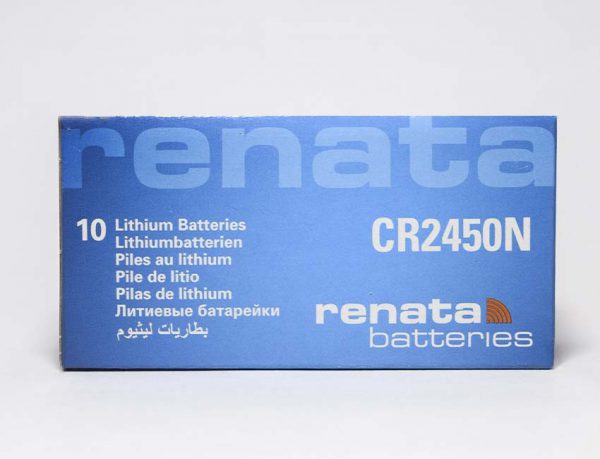 renata
10 Lithium Batteries
Lithiumbatterien
Piles au lithium
Pile de litio
Pilas de lithium
Литиевые батарейки
بطاريات ليثيوم
CR2450N
renata
batteries